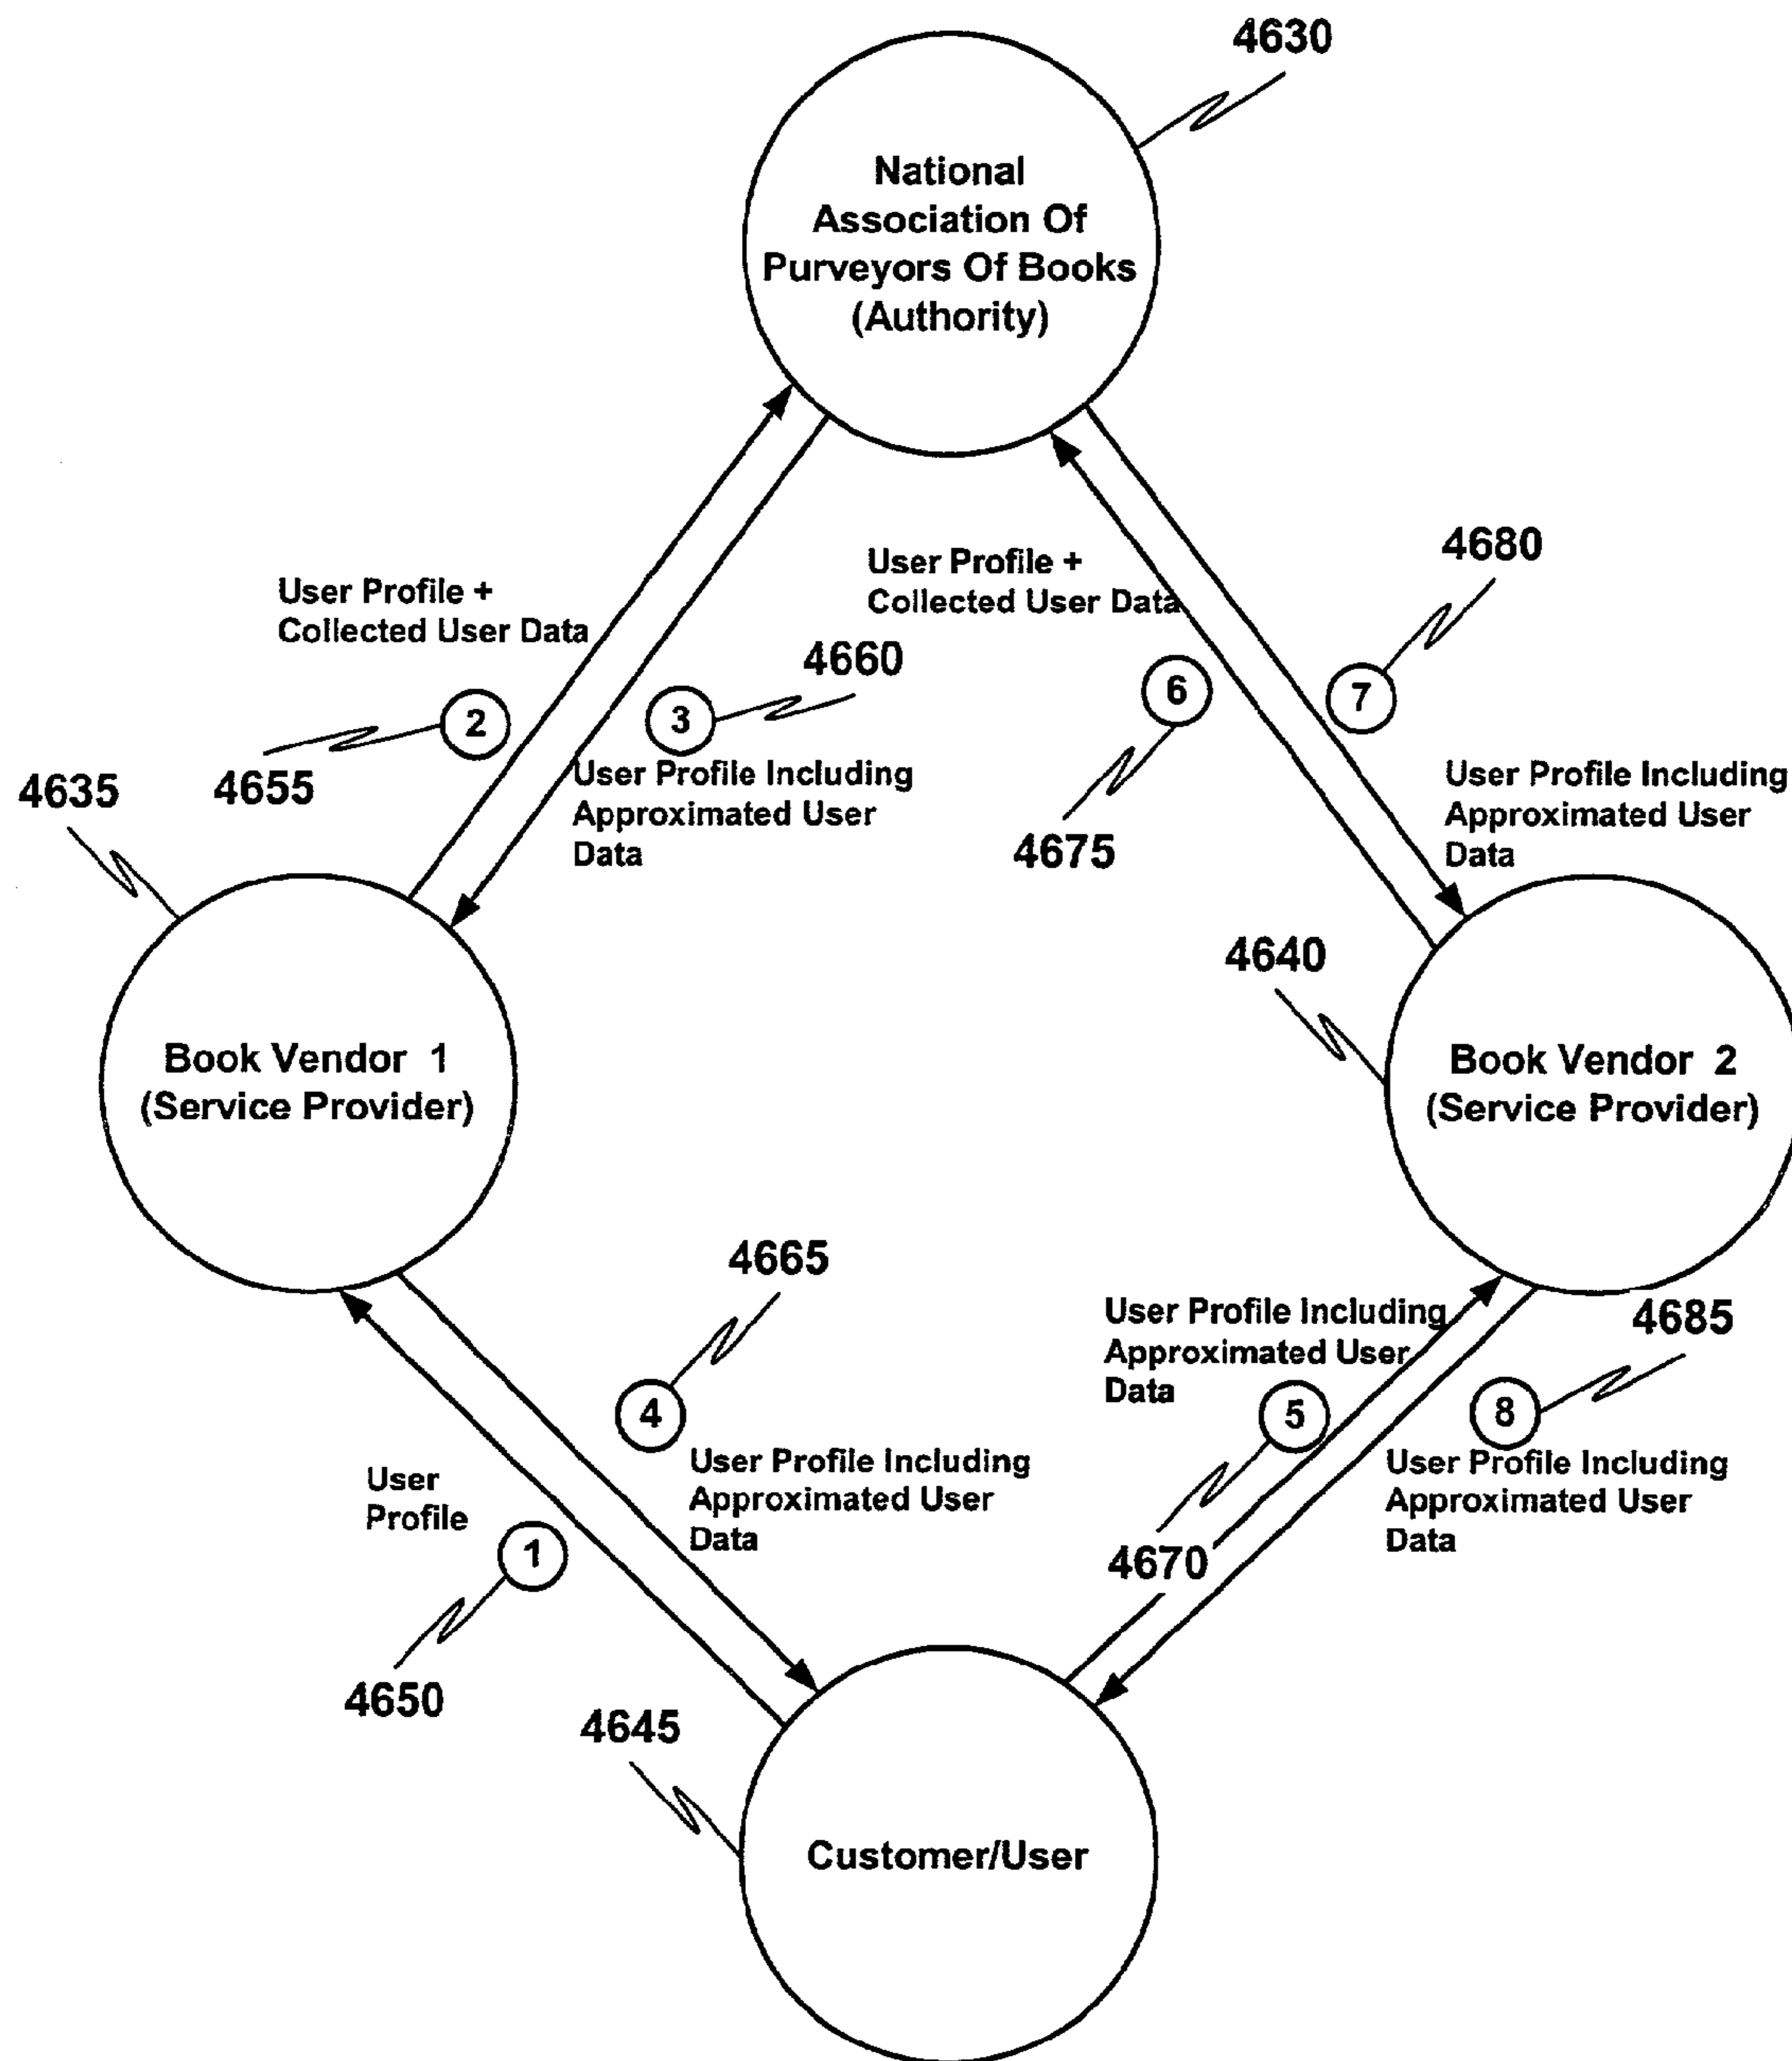 4630
National
Association Of
Purveyors Of Books
(Authority)
4680
User Profile +
Collected User Data
User Profile +
Collected User Data
4660
6
7
3
2
4635
4655
User Profile Including
Approximated User
Data
4675
User Profile Including
Approximated User
Data
4640
Book Vendor 1
(Service Provider)
Book Vendor 2
(Service Provider)
4665
User Profile Including
Approximated User
Data
4685
4
5
8
User
Profile
User Profile Including
Approximated User
Data
User Profile Including
Approximated User
Data
1
4670
4650
4645
Customer/User